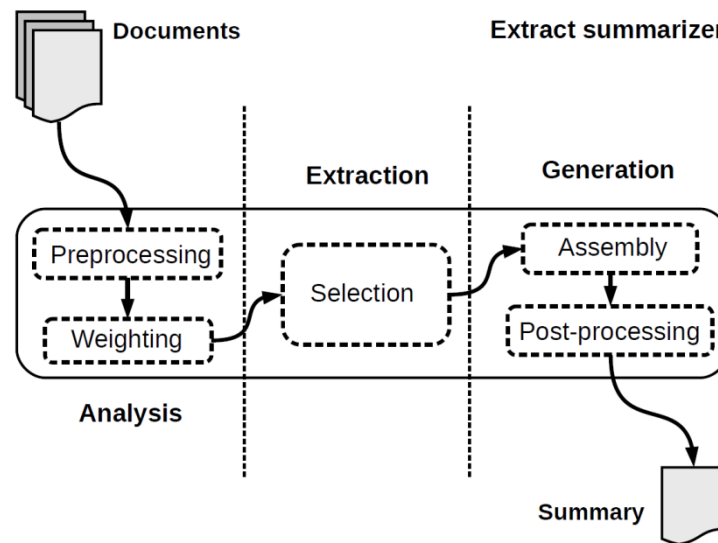 Documents
Extract summarizer
Extraction
Generation
Preprocessing
Assembly
Selection
Weighting
Post-processing
Analysis
Summary